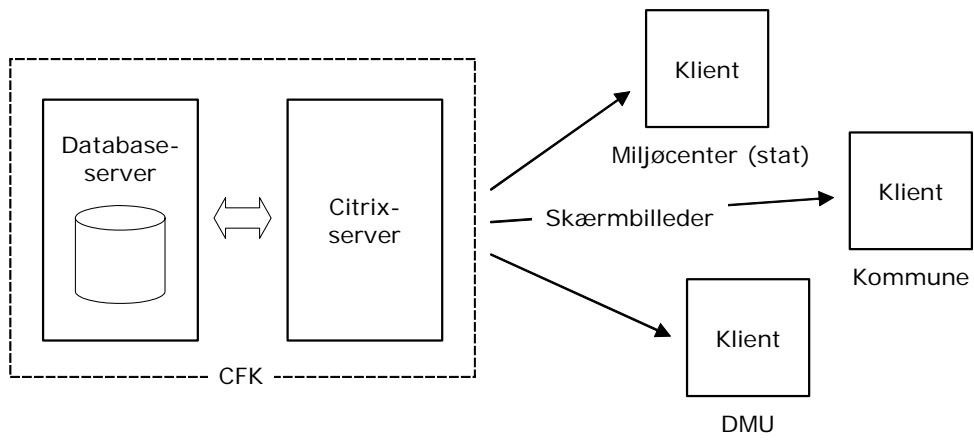 Database-
server
Citrix-
server
CFK
Klient
Miljøcenter (stat)
Skærmbilleder
Klient
Kommune
Klient
DMU